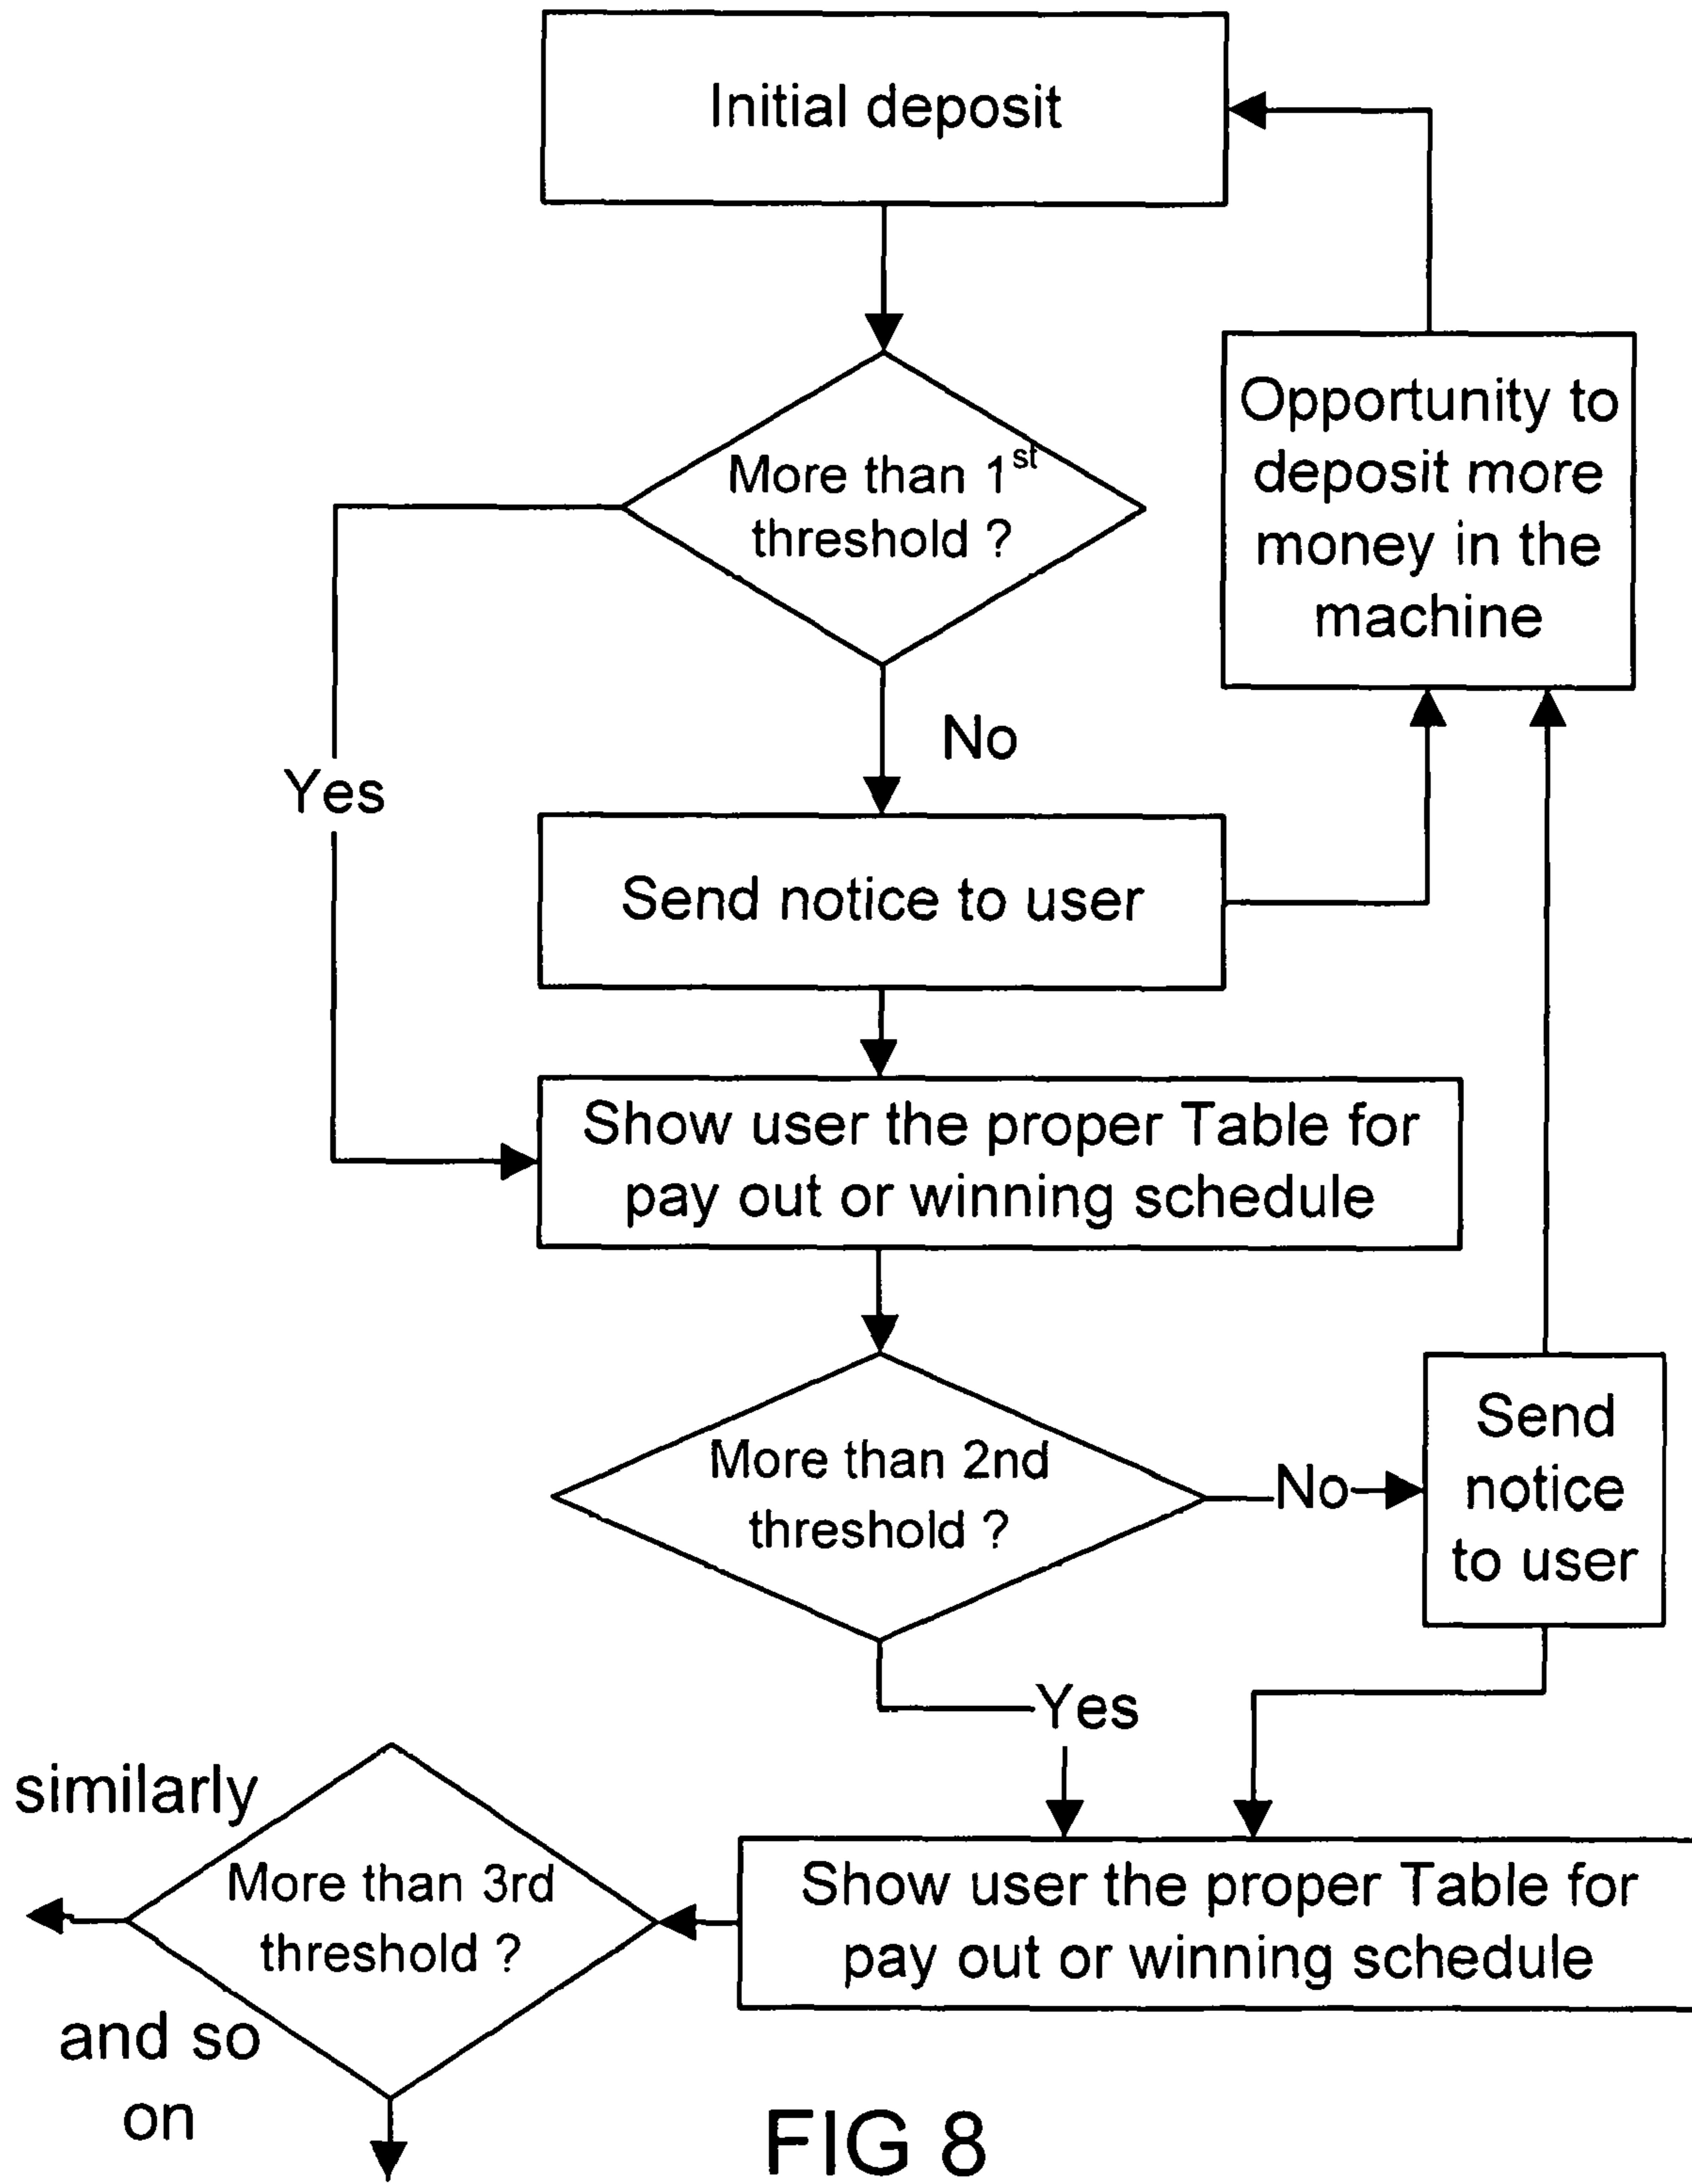 Initial deposit
More than 1st
threshold ?
Opportunity to
deposit more
money in the
machine
No
Yes
Send notice to user
Show user the proper Table for
pay out or winning schedule
More than 2nd
threshold ?
No
Send
notice
to user
Yes
similarly
More than 3rd
threshold ?
Show user the proper Table for
pay out or winning schedule
and so
on
FIG 8